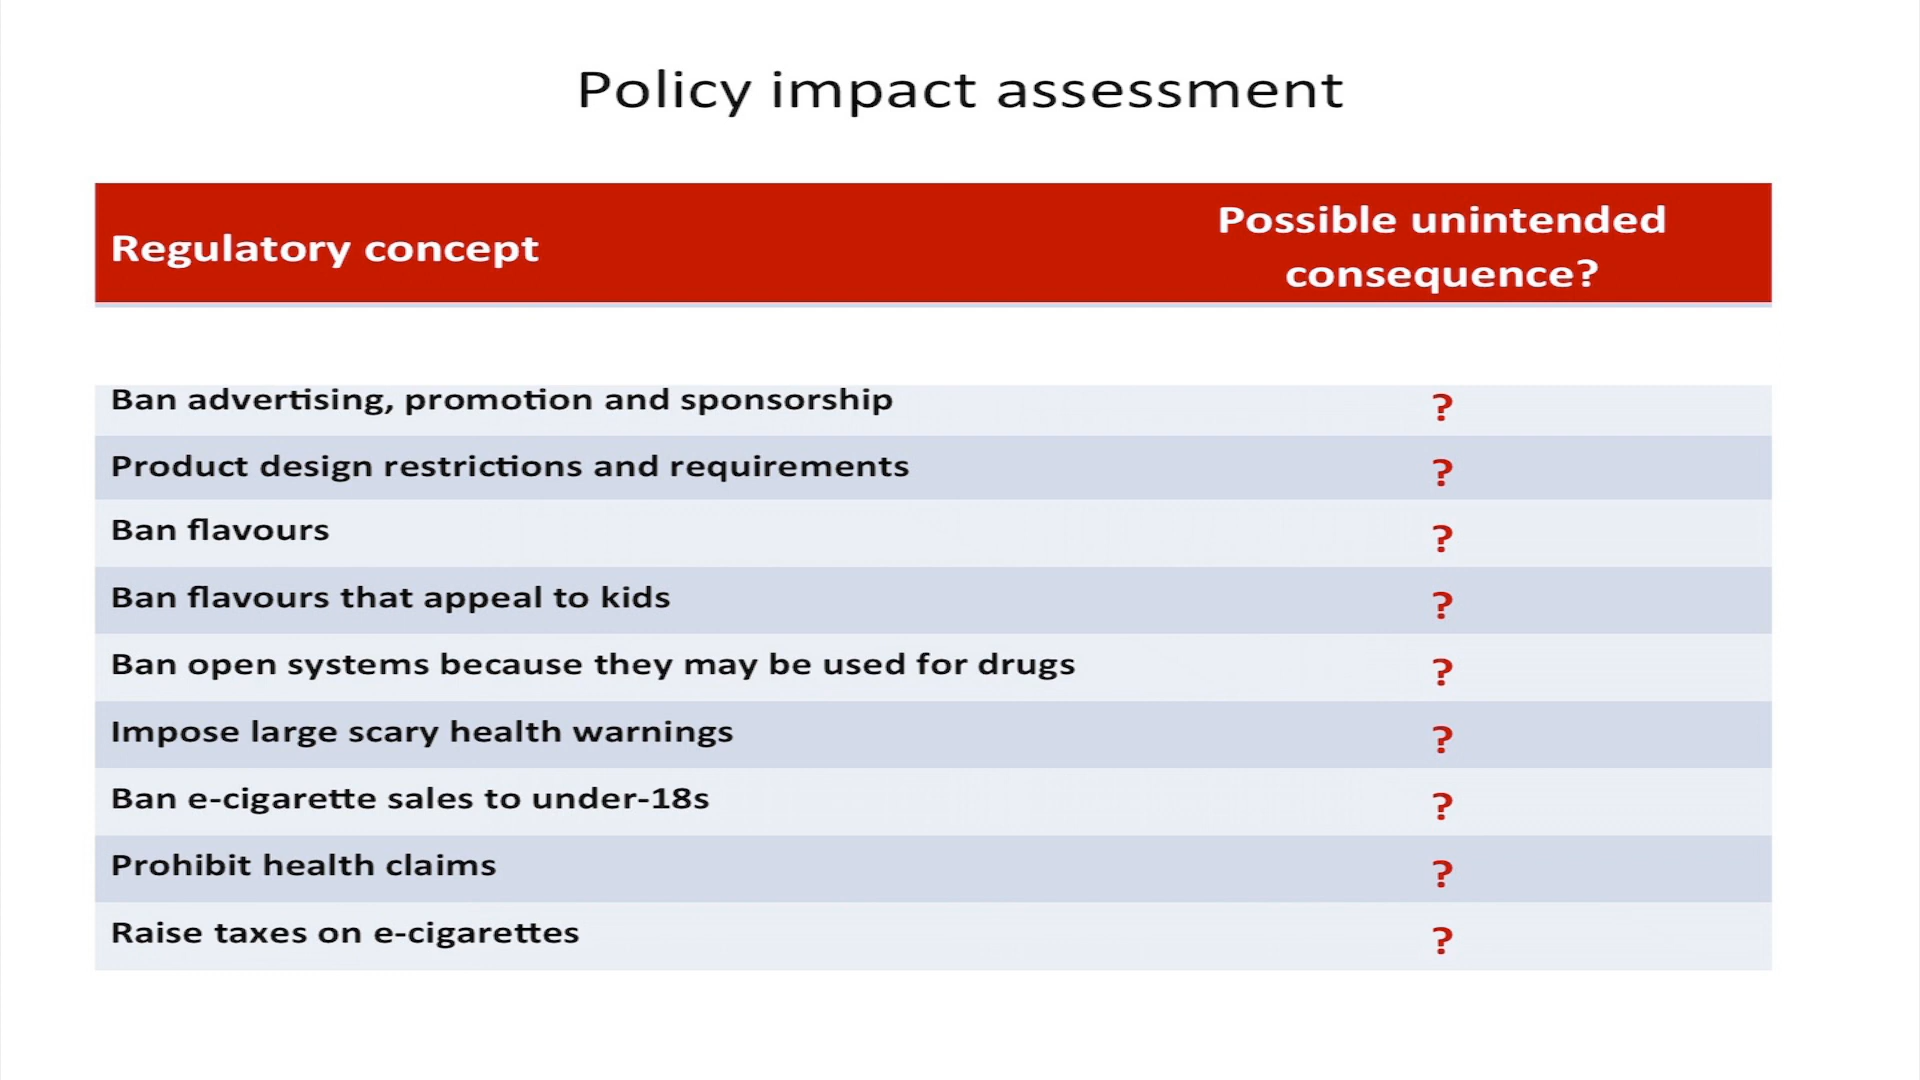 Policy impact assessment
Regulatory concept
Possible unintended
consequence?
Ban advertising, promotion and sponsorship ?
Product design restrictions and requirements ?
Ban flavours ?
Ban flavours that appeal to kids ?
Ban open systems because they may be used for drugs ?
Impose large scary health warnings ?
Ban e-cigarette sales to under-18s ?
Prohibit health claims ?
Raise taxes on e-cigarettes ?